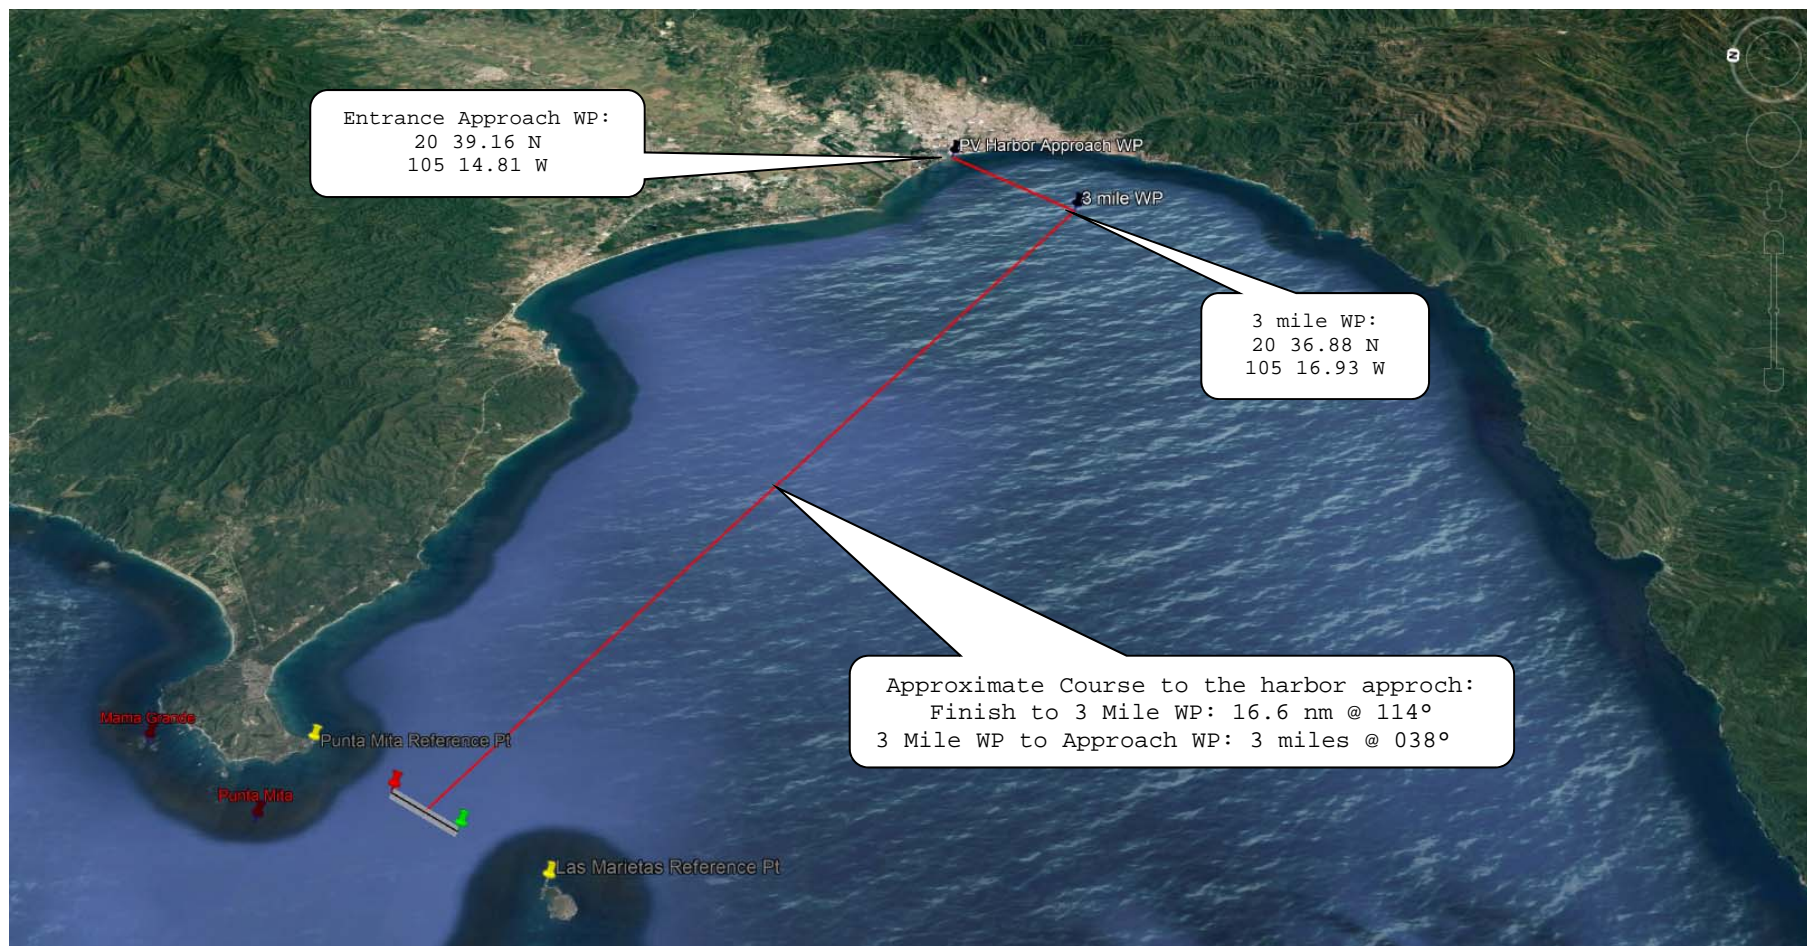 N
Entrance Approach WP:
20 39.16 N
105 14.81 W
PV Harbor Approach WP
3 mile WP
3 mile WP:
20 36.88 N
105 16.93 W
Approximate Course to the harbor approch:
Finish to 3 Mile WP: 16.6 nm @ 114°
3 Mile WP to Approach WP: 3 miles @ 038°
Mama Grande
Punta Mita Reference Pt
Punta Mita
Las Marietas Reference Pt